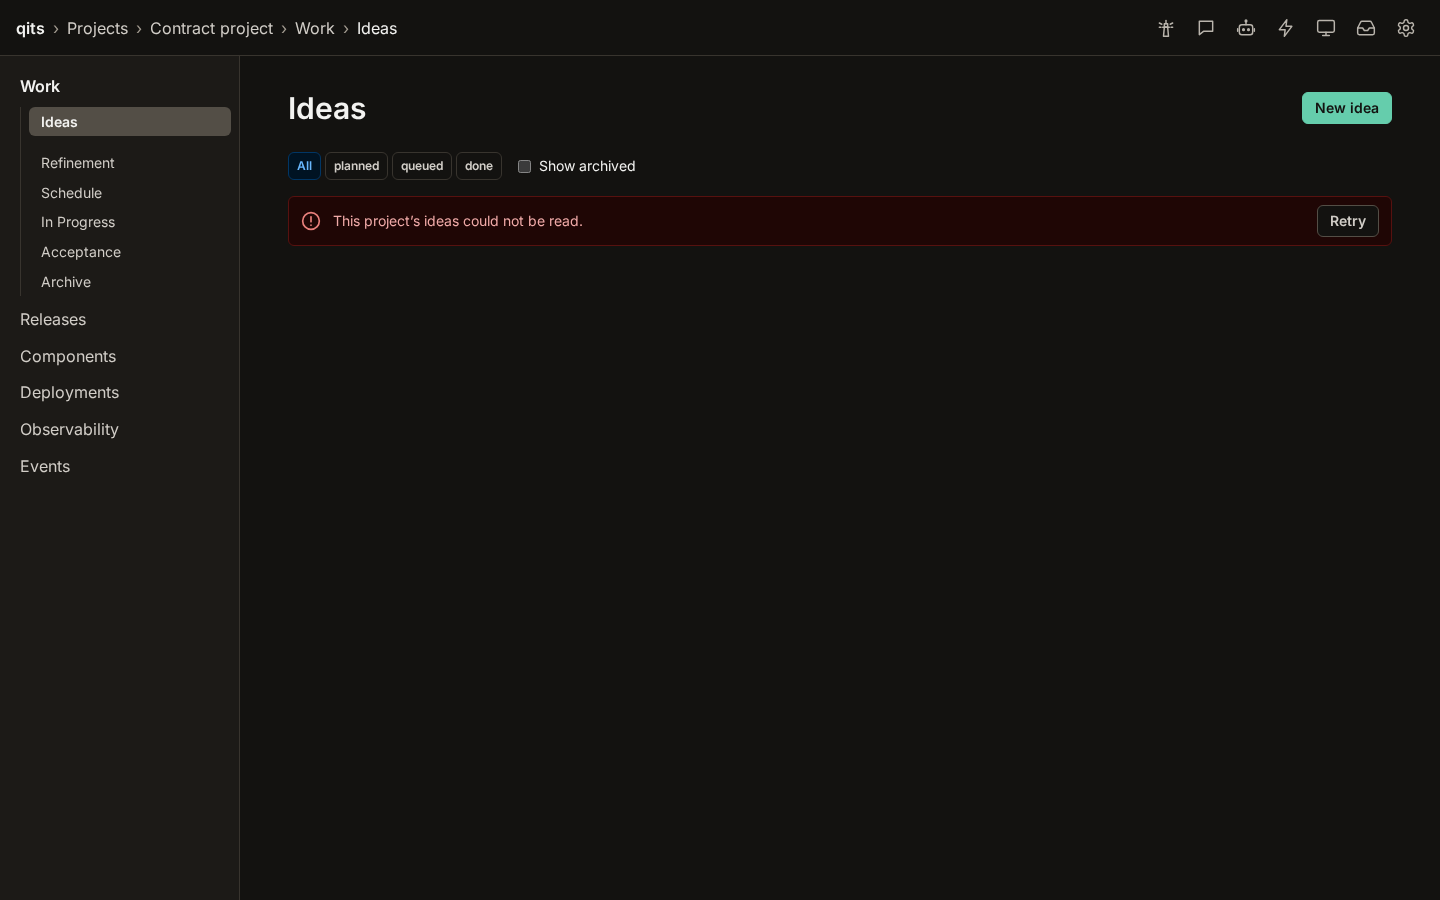 qits › Projects › Contract project › Work › Ideas
Work
Ideas
Refinement
Schedule
In Progress
Acceptance
Archive
Releases
Components
Deployments
Observability
Events
Ideas
New idea
All planned queued done Show archived
This project’s ideas could not be read.
Retry